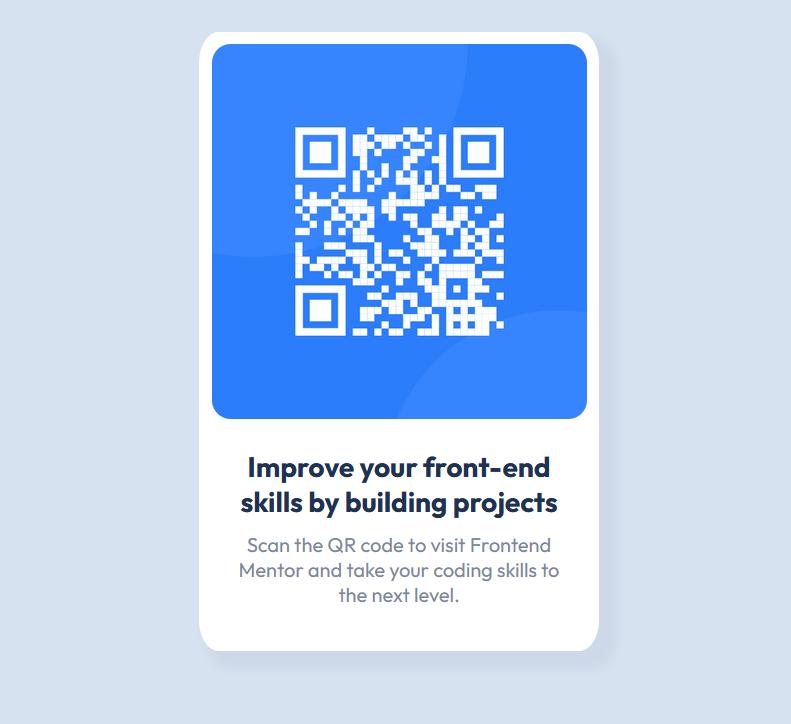 Improve your front-end
skills by building projects
Scan the QR code to visit Frontend
Mentor and take your coding skills to
the next level.